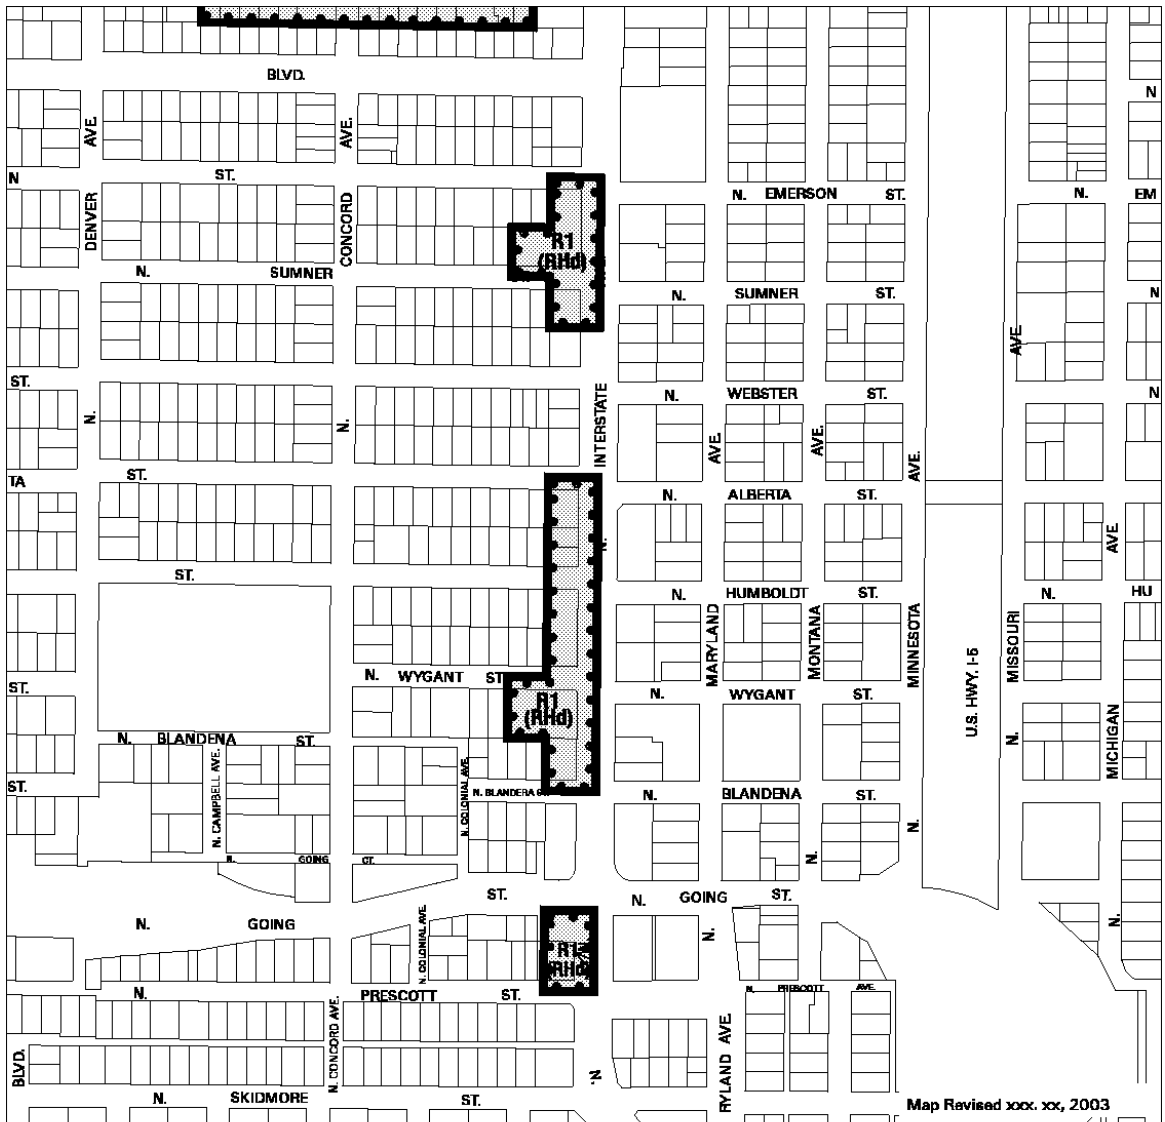 BLVD.
N
AVE.
AVE.
N
ST.
N. EMERSON ST.
N.
EM
DENVER
CONCORD
R1
(RHd)
N. SUMNER
N. SUMNER ST.
N
AVE.
ST.
N.
N.
INTERSTATE
N. WEBSTER ST.
N
AVE.
AVE.
AVE.
TA
ST.
N. ALBERTA ST.
N.
AVE.
ST.
N. HUMBOLDT ST.
N.
HU
MARYLAND
MONTANA
MINNESOTA
U.S. HWY. I-5
MISSOURI
ST.
N. WYGANT ST
N. WYGANT ST.
R1
(RHd)
N.
MICHIGAN
N. BLANDENA ST.
N. CAMPBELL AVE.
N. COLONIAL AVE.
ST.
N. BLANDERA
N. BLANDENA ST.
N.
N.
N. GOING CT.
ST.
N. GOING ST.
N. GOING
N. COLONIAL AVE.
N.
N.
R1
RHd
N. PRESCOTT ST.
N. PRESCOTT AVE.
N. CONCORD AVE.
BLVD.
N.
RYLAND AVE.
N. SKIDMORE ST.
Map Revised xxx. xx, 2003